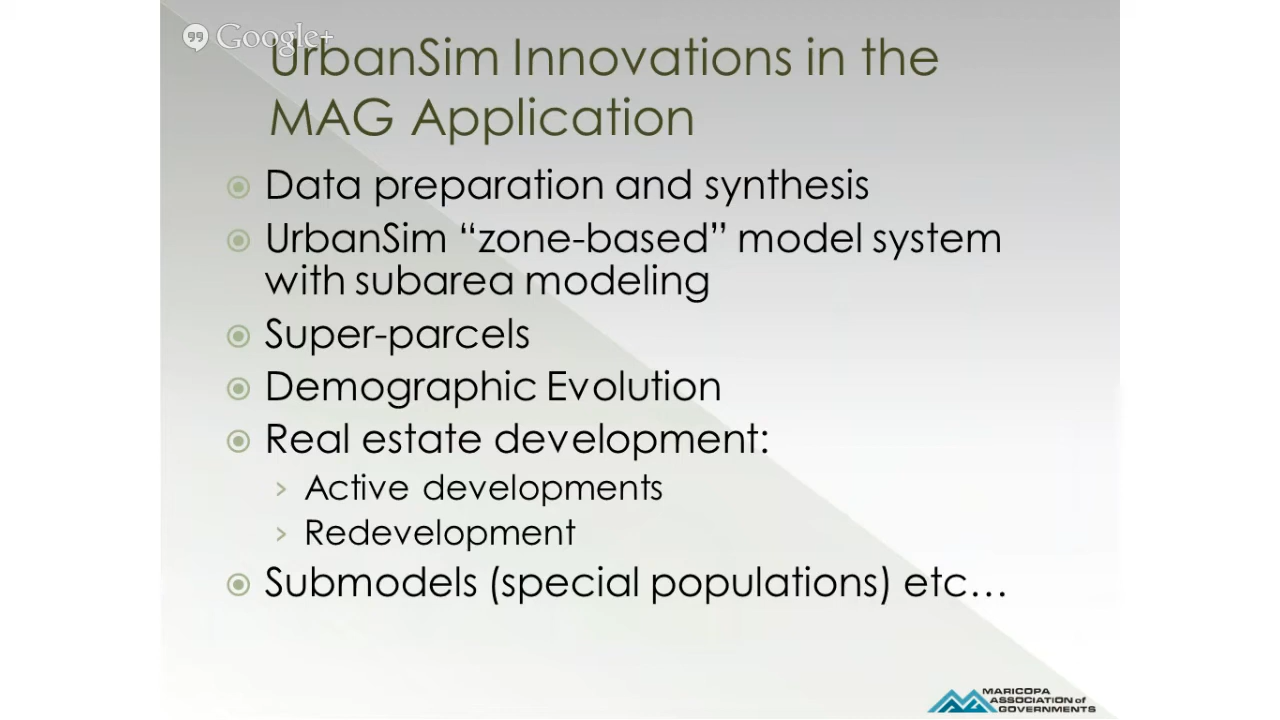 Google+
UrbanSim Innovations in the
MAG Application
Data preparation and synthesis
UrbanSim “zone-based” model system
with subarea modeling
Super-parcels
Demographic Evolution
Real estate development:
Active developments
Redevelopment
Submodels (special populations) etc…
MARICOPA
ASSOCIATION of
GOVERNMENTS